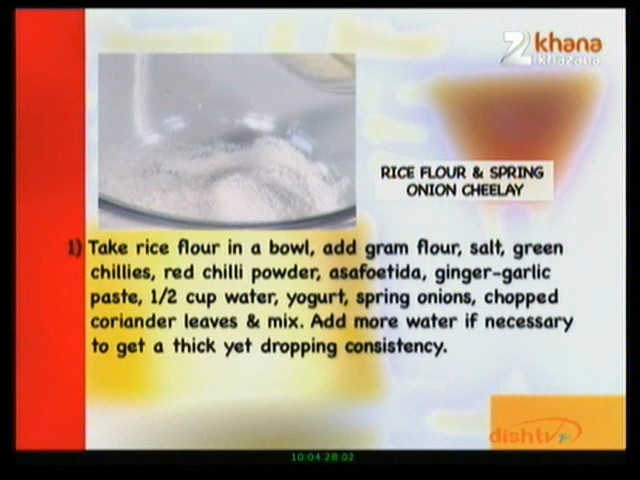 Z khana
khazana
RICE FLOUR & SPRING
ONION CHEELAY
1) Take rice flour in a bowl, add gram flour, salt, green
chillies, red chilli powder, asafoetida, ginger-garlic
paste, 1/2 cup water, yogurt, spring onions, chopped
coriander leaves & mix. Add more water if necessary
to get a thick yet dropping consistency.
dishtv
10:04:28:02